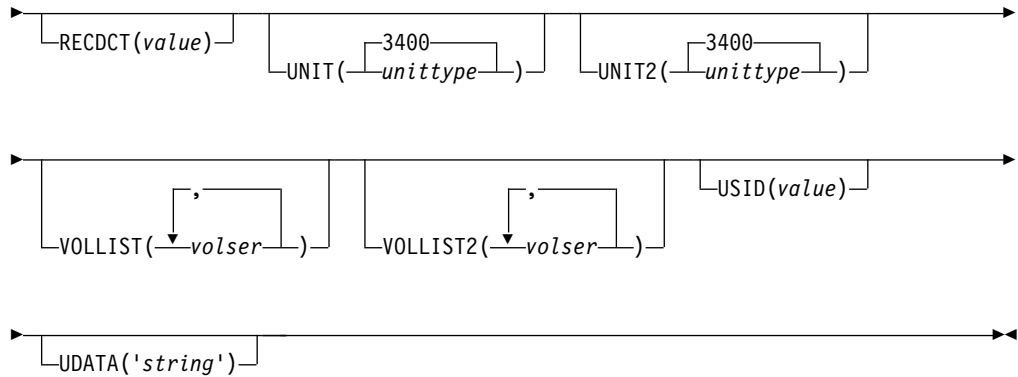 3400 3400
RECDCT(value) UNIT( unittype ) UNIT2( unittype )
, ,
USID(value)
VOLLIST( volser ) VOLLIST2( volser )
UDATA('string')